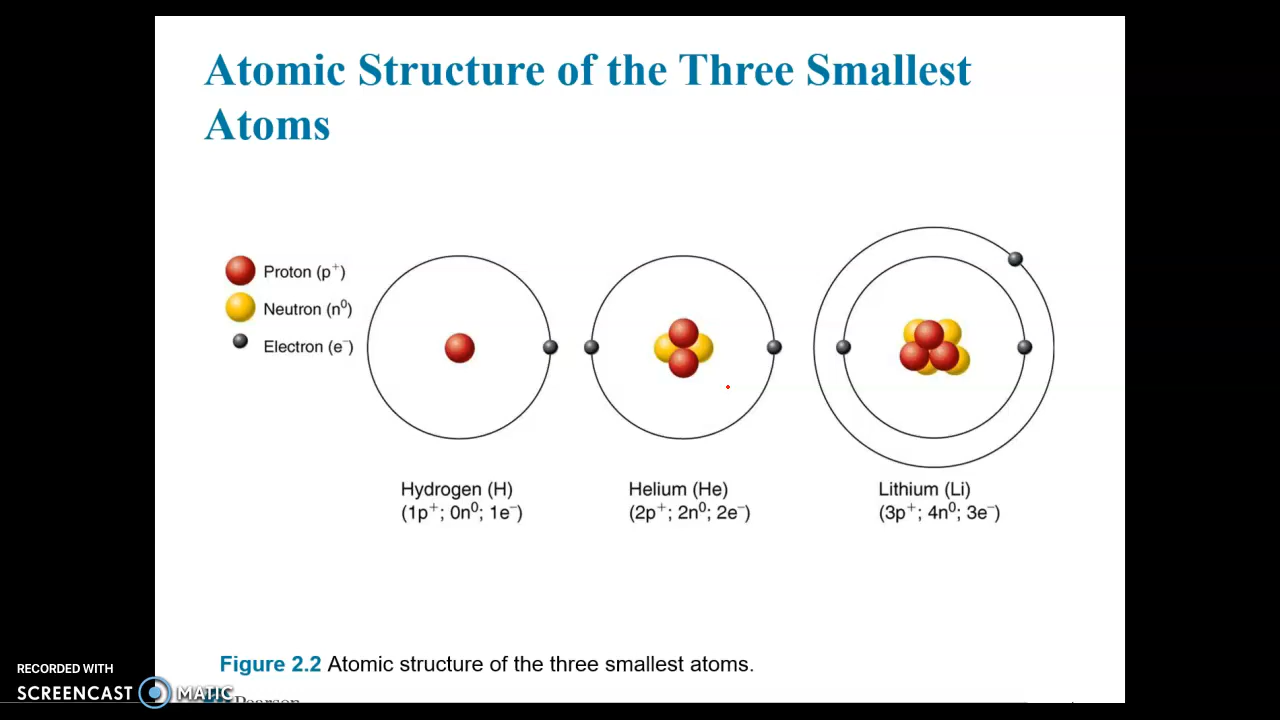 Atomic Structure of the Three Smallest
Atoms
Proton (p⁺)
Neutron (n⁰)
Electron (e⁻)
Hydrogen (H)
(1p⁺; 0n⁰; 1e⁻)
Helium (He)
(2p⁺; 2n⁰; 2e⁻)
Lithium (Li)
(3p⁺; 4n⁰; 3e⁻)
Figure 2.2 Atomic structure of the three smallest atoms.
RECORDED WITH
SCREENCAST MATIC
Pearson